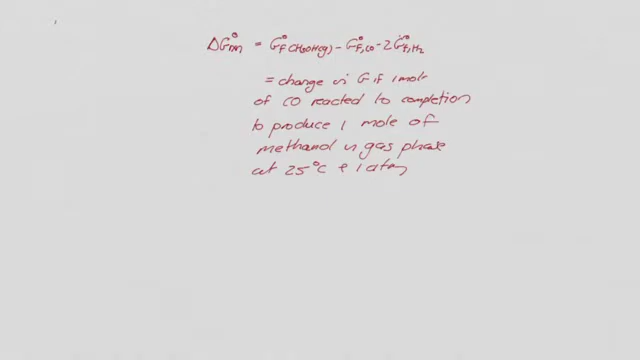 ΔG°rxn = G°f CH3OH(g) - G°f,CO - 2G°f,H2
= change in G if 1 mole
of CO reacted to completion
to produce 1 mole of
methanol in gas phase
at 25°C + 1 atm